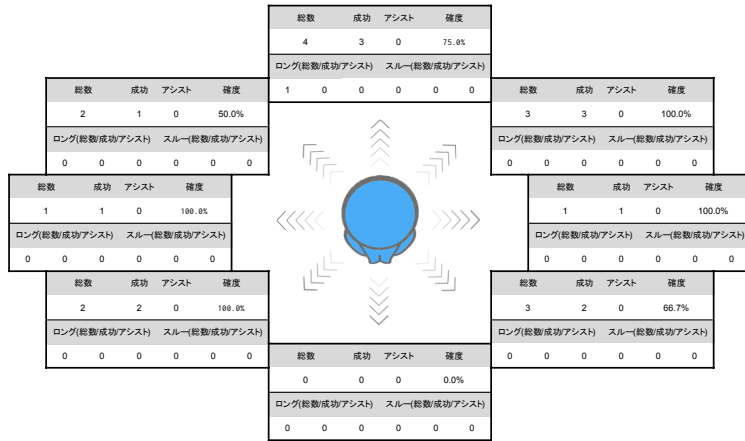 総数 成功 アシスト 確度
4 3 0 75.0%
ロング(総数/成功/アシスト) スルー(総数/成功/アシスト)
1 0 0 0 0 0
総数 成功 アシスト 確度
2 1 0 50.0%
ロング(総数/成功/アシスト) スルー(総数/成功/アシスト)
0 0 0 0 0 0
総数 成功 アシスト 確度
3 3 0 100.0%
ロング(総数/成功/アシスト) スルー(総数/成功/アシスト)
0 0 0 0 0 0
総数 成功 アシスト 確度
1 1 0 100.0%
ロング(総数/成功/アシスト) スルー(総数/成功/アシスト)
0 0 0 0 0 0
総数 成功 アシスト 確度
1 1 0 100.0%
ロング(総数/成功/アシスト) スルー(総数/成功/アシスト)
0 0 0 0 0 0
総数 成功 アシスト 確度
2 2 0 100.0%
ロング(総数/成功/アシスト) スルー(総数/成功/アシスト)
0 0 0 0 0 0
総数 成功 アシスト 確度
3 2 0 66.7%
ロング(総数/成功/アシスト) スルー(総数/成功/アシスト)
0 0 0 0 0 0
総数 成功 アシスト 確度
0 0 0 0.0%
ロング(総数/成功/アシスト) スルー(総数/成功/アシスト)
0 0 0 0 0 0